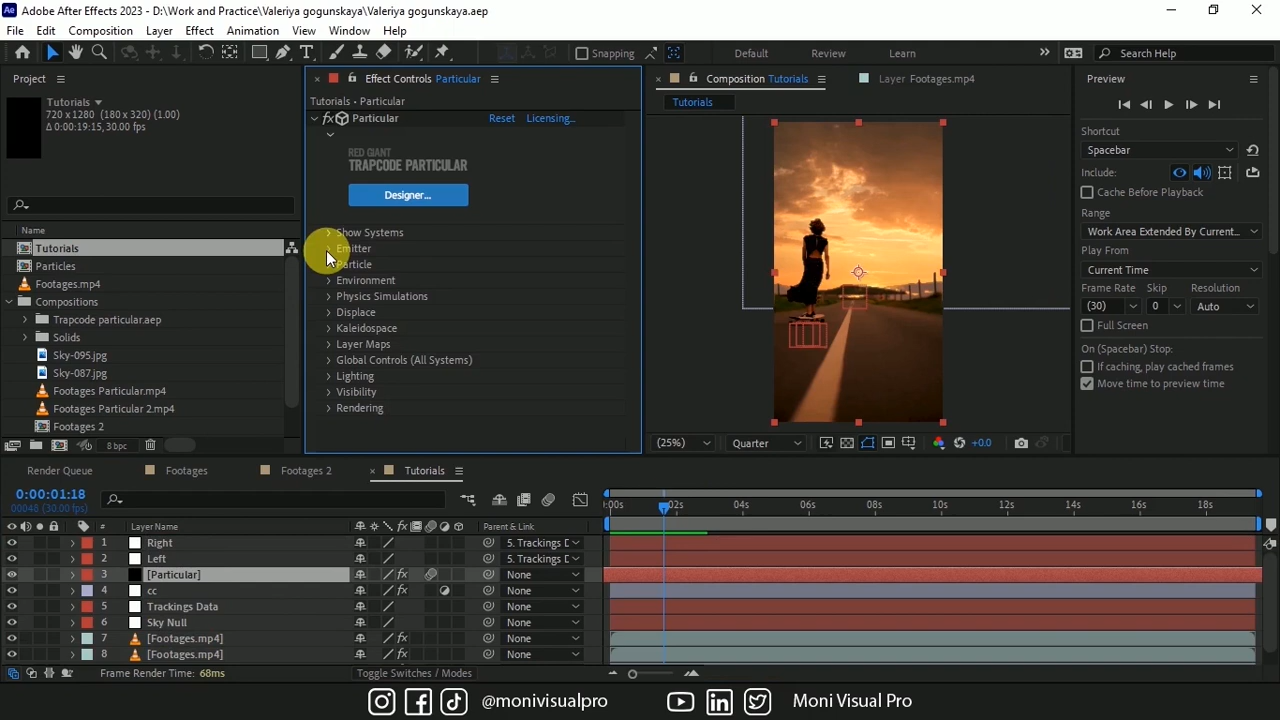 Adobe After Effects 2023 - D:\Work and Practice\Valeriya gogunskaya\Valeriya gogunskaya.aep
File Edit Composition Layer Effect Animation View Window Help
Snapping Default Review Learn Search Help
Project
Tutorials
720 x 1280 (180 x 320) (1.00)
Δ 0:00:19:15, 30.00 fps
Name
Tutorials
Particles
Footages.mp4
Compositions
Trapcode particular.aep
Solids
Sky-095.jpg
Sky-087.jpg
Footages Particular.mp4
Footages Particular 2.mp4
Footages 2
8 bpc
Effect Controls Particular
Tutorials • Particular
fx Particular Reset Licensing...
RED GIANT
TRAPCODE PARTICULAR
Designer...
Show Systems
Emitter
Particle
Environment
Physics Simulations
Displace
Kaleidospace
Layer Maps
Global Controls (All Systems)
Lighting
Visibility
Rendering
Composition Tutorials Layer Footages.mp4
Tutorials
(25%) Quarter +0.0
Preview
Shortcut
Spacebar
Include:
Cache Before Playback
Range
Work Area Extended By Current...
Play From
Current Time
Frame Rate Skip Resolution
(30) 0 Auto
Full Screen
On (Spacebar) Stop:
If caching, play cached frames
Move time to preview time
Render Queue Footages Footages 2 Tutorials
0:00:01:18
00048 (30.00 fps)
:00s 02s 04s 06s 08s 10s 12s 14s 16s 18s
# Layer Name fx Parent & Link
1 Right 5. Trackings D
2 Left 5. Trackings D
3 [Particular] fx None
4 cc fx None
5 Trackings Data None
6 Sky Null None
7 [Footages.mp4] fx None
8 [Footages.mp4] fx None
Frame Render Time: 68ms Toggle Switches / Modes
@monivisualpro Moni Visual Pro